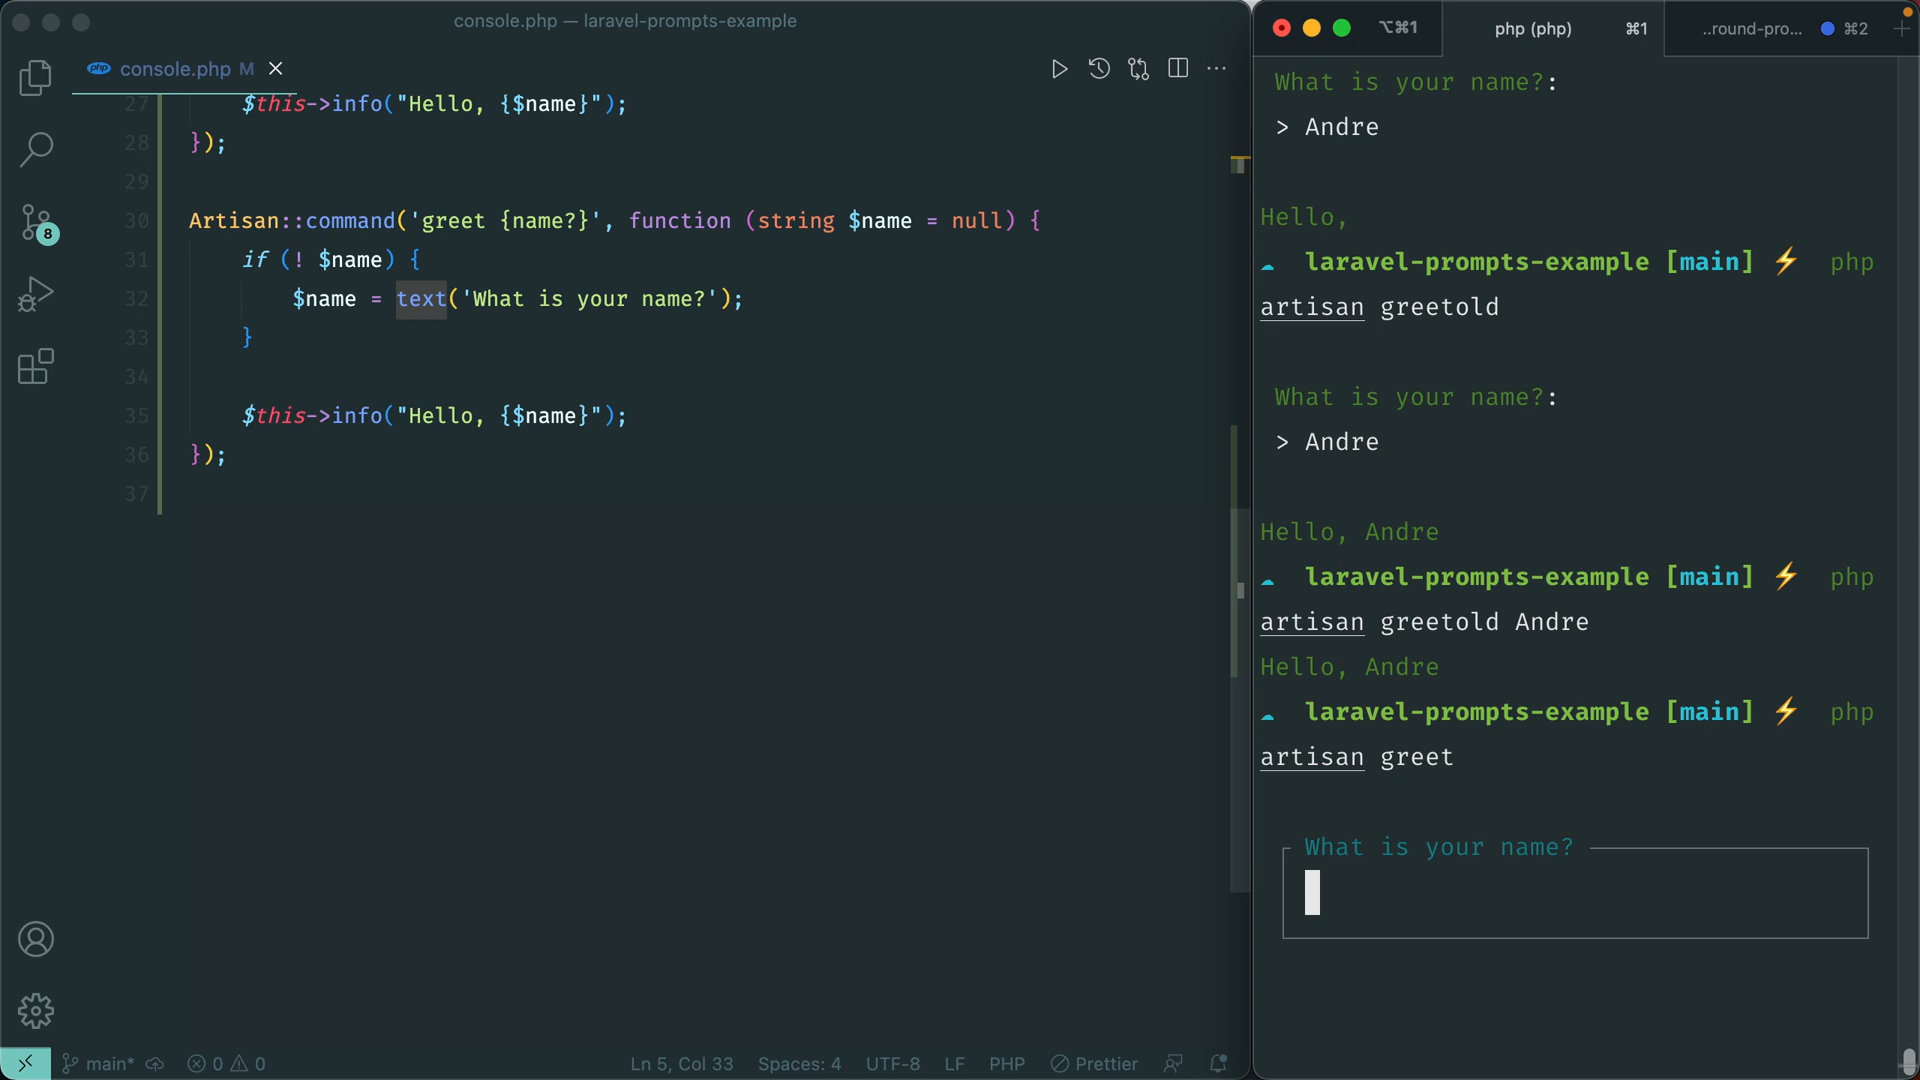 console.php — laravel-prompts-example
console.php M
27 $this->info("Hello, {$name}");
28 });
29
30 Artisan::command('greet {name?}', function (string $name = null) {
31 if (! $name) {
32 $name = text('What is your name?');
33 }
34
35 $this->info("Hello, {$name}");
36 });
37
8
main* 0 0
Ln 5, Col 33 Spaces: 4 UTF-8 LF PHP Prettier
⌥⌘1 php (php) ⌘1 ..round-pro... ⌘2
What is your name?:
> Andre
Hello,
laravel-prompts-example [main] ⚡ php
artisan greetold
What is your name?:
> Andre
Hello, Andre
laravel-prompts-example [main] ⚡ php
artisan greetold Andre
Hello, Andre
laravel-prompts-example [main] ⚡ php
artisan greet
What is your name?